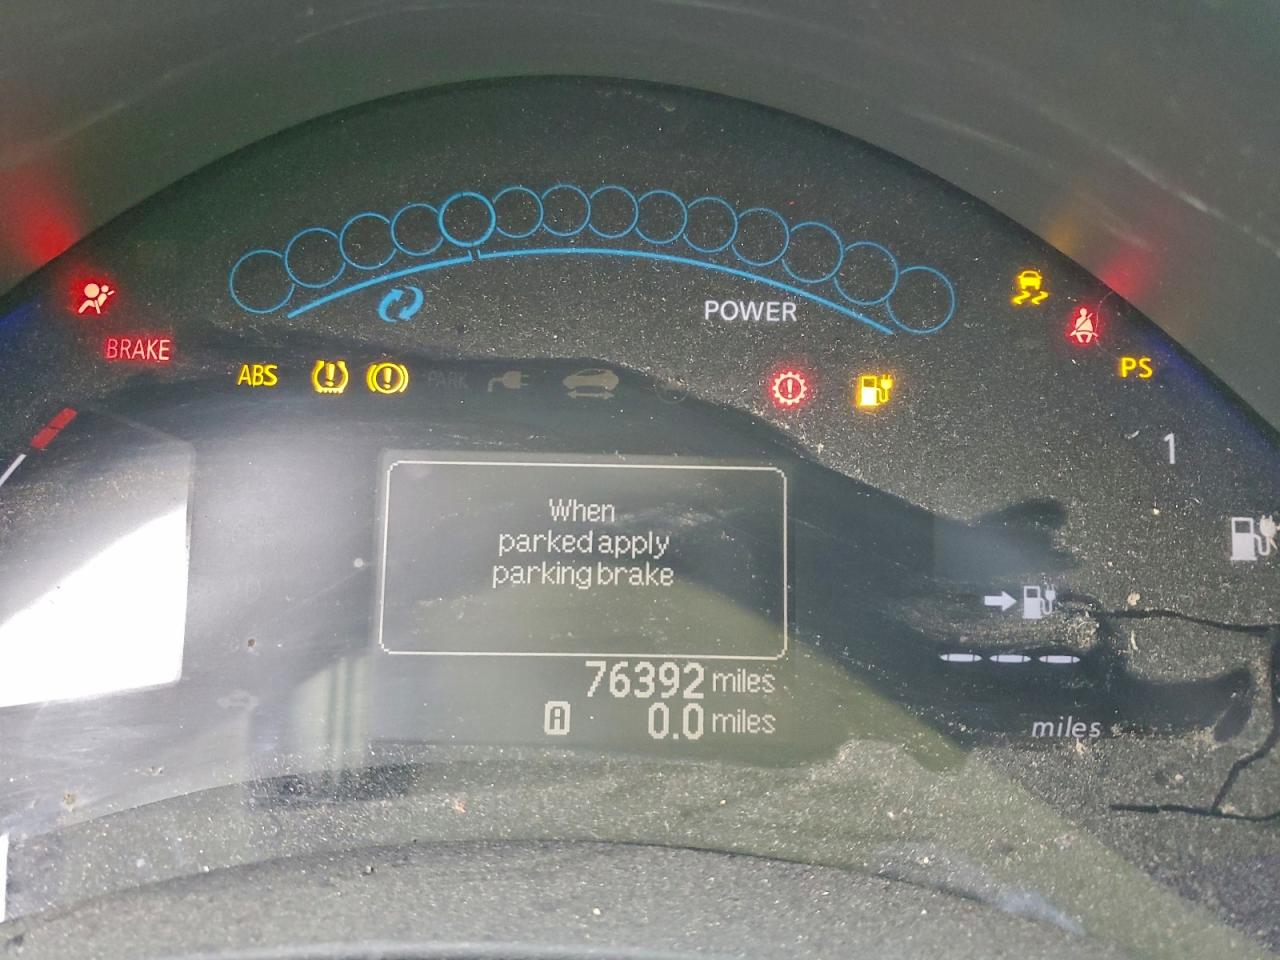 POWER
BRAKE
ABS
PS
1
When
parked apply
parking brake
76392 miles
A 0.0 miles
miles